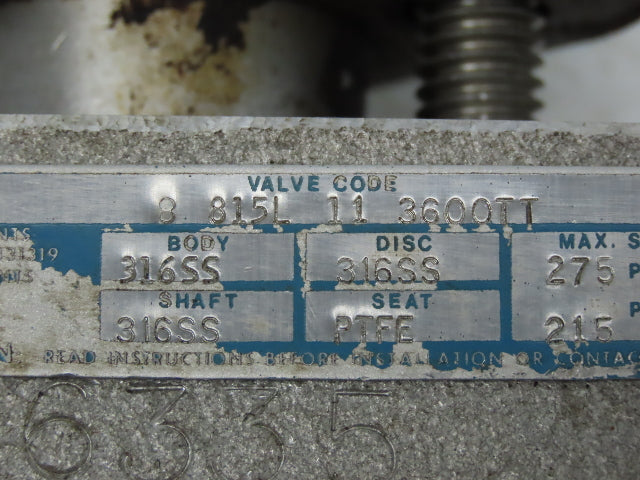 VALVE CODE
8 815L 11 3600TT
BODY DISC MAX. S
316SS 316SS 275 P
SHAFT SEAT P
316SS PTFE 215
READ INSTRUCTIONS BEFORE INSTALLATION OR CONTAC
6335